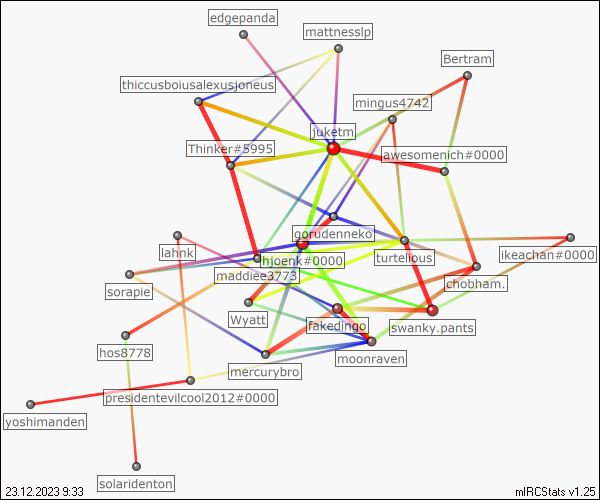 edgepanda
mattnesslp
Bertram
thiccusboiusalexusjoneus
mingus4742
juketm
Thinker#5995
awesomenich#0000
gorudenneko
lahnk
hjoenk#0000
turtelious
ikeachan#0000
maddiee3773
chobham.
sorapie
Wyatt
fakedingo
swanky.pants
hos8778
moonraven
mercurybro
presidentevilcool2012#0000
yoshimanden
solaridenton
23.12.2023 9:33
mIRCStats v1.25